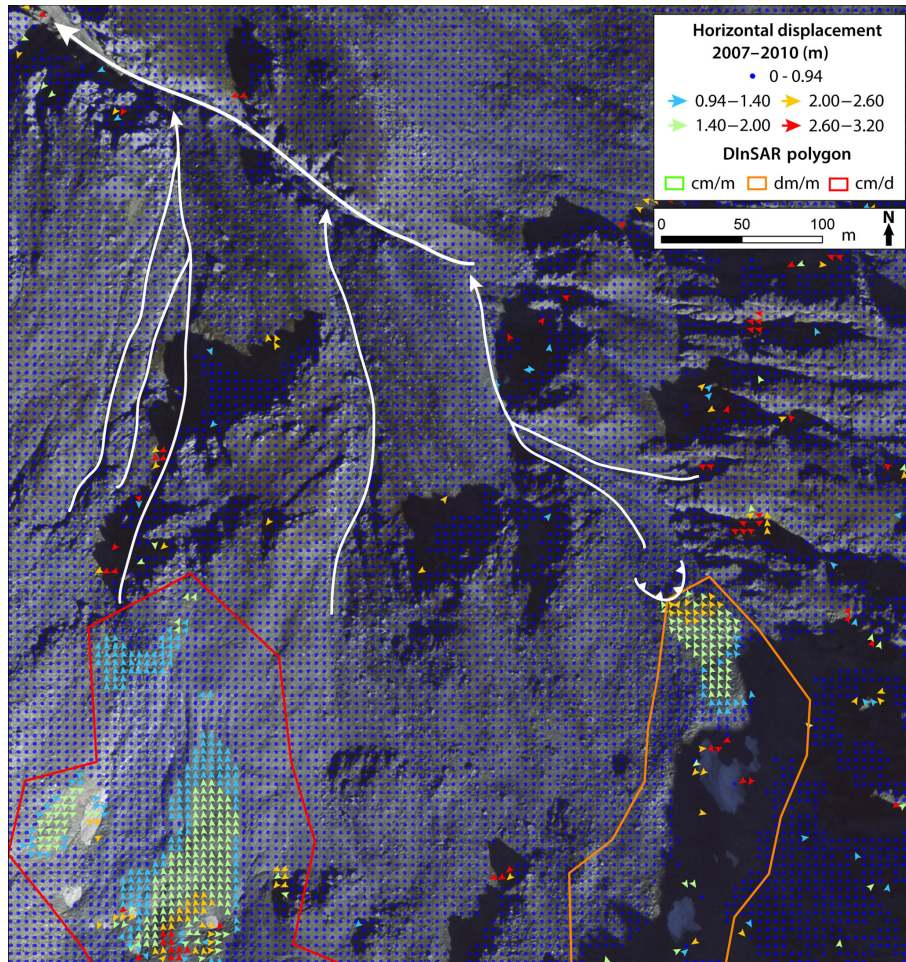 Horizontal displacement
2007–2010 (m)
0 - 0.94
0.94–1.40 2.00–2.60
1.40–2.00 2.60–3.20
DInSAR polygon
cm/m dm/m cm/d
0 50 100 m
N